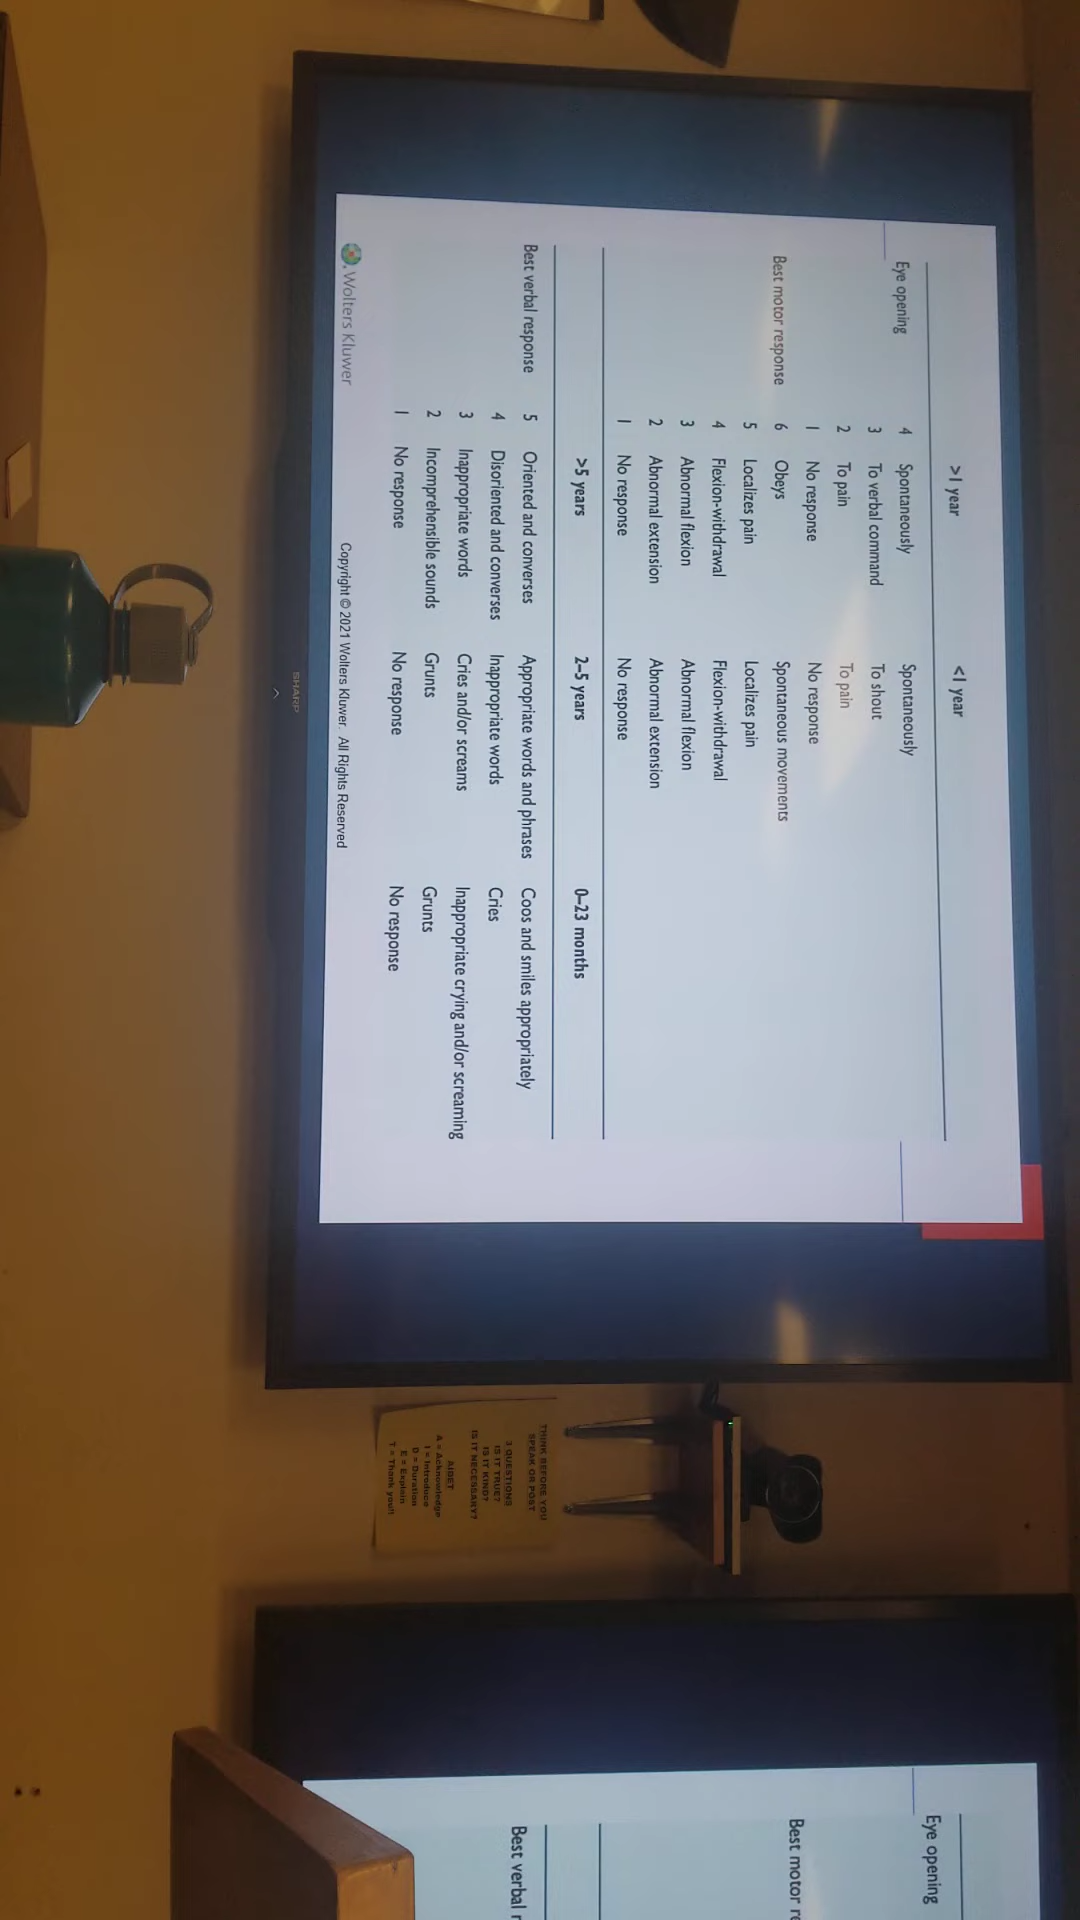 >1 year <1 year
Eye opening 4 Spontaneously Spontaneously
3 To verbal command To shout
2 To pain To pain
1 No response No response
Best motor response 6 Obeys Spontaneous movements
5 Localizes pain Localizes pain
4 Flexion-withdrawal Flexion-withdrawal
3 Abnormal flexion Abnormal flexion
2 Abnormal extension Abnormal extension
1 No response No response
>5 years 2–5 years 0–23 months
Best verbal response 5 Oriented and converses Appropriate words and phrases Coos and smiles appropriately
4 Disoriented and converses Inappropriate words Cries
3 Inappropriate words Cries and/or screams Inappropriate crying and/or screaming
2 Incomprehensible sounds Grunts Grunts
1 No response No response No response
Wolters Kluwer
Copyright © 2021 Wolters Kluwer. All Rights Reserved
SHARP
THINK BEFORE YOU
SPEAK OR POST
3 QUESTIONS
IS IT TRUE?
IS IT KIND?
IS IT NECESSARY?
AIDET
A = Acknowledge
I = Introduce
D = Duration
E = Explain
T = Thank you!!
Eye opening
Best motor re
Best verbal r